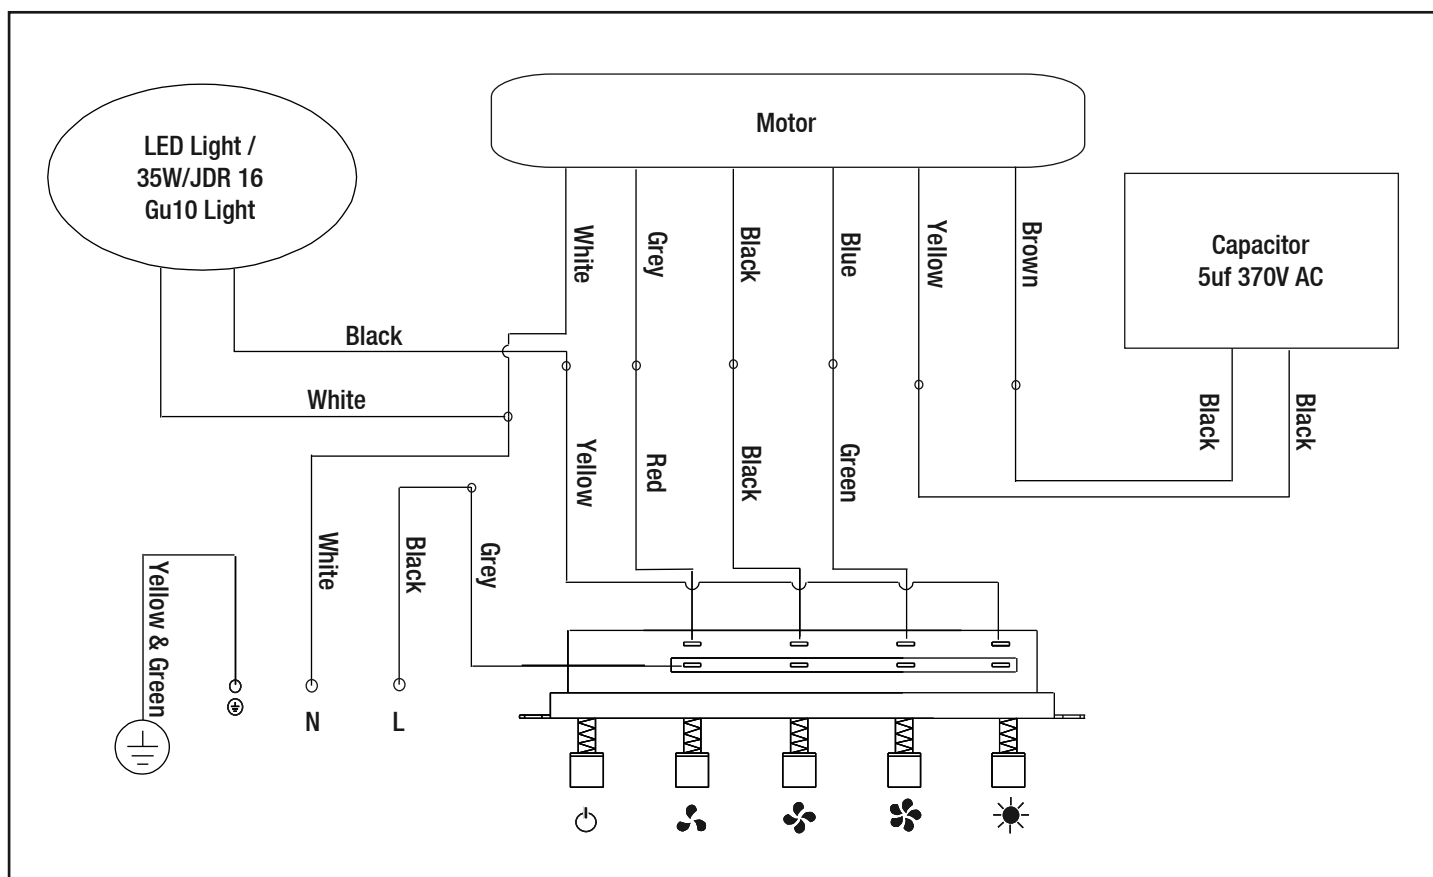 LED Light /
35W/JDR 16
Gu10 Light
Motor
Capacitor
5uf 370V AC
White
Grey
Black
Blue
Yellow
Brown
Black
White
Black
Black
Yellow
Red
Black
Green
White
Black
Grey
Yellow & Green
N
L